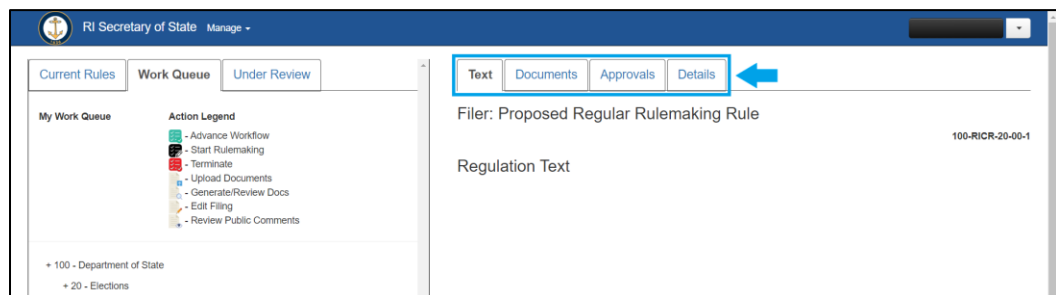 RI Secretary of State Manage
Current Rules Work Queue Under Review
My Work Queue Action Legend
- Advance Workflow
- Start Rulemaking
- Terminate
- Upload Documents
- Generate/Review Docs
- Edit Filing
- Review Public Comments
+ 100 - Department of State
+ 20 - Elections
Text Documents Approvals Details
Filer: Proposed Regular Rulemaking Rule
100-RICR-20-00-1
Regulation Text